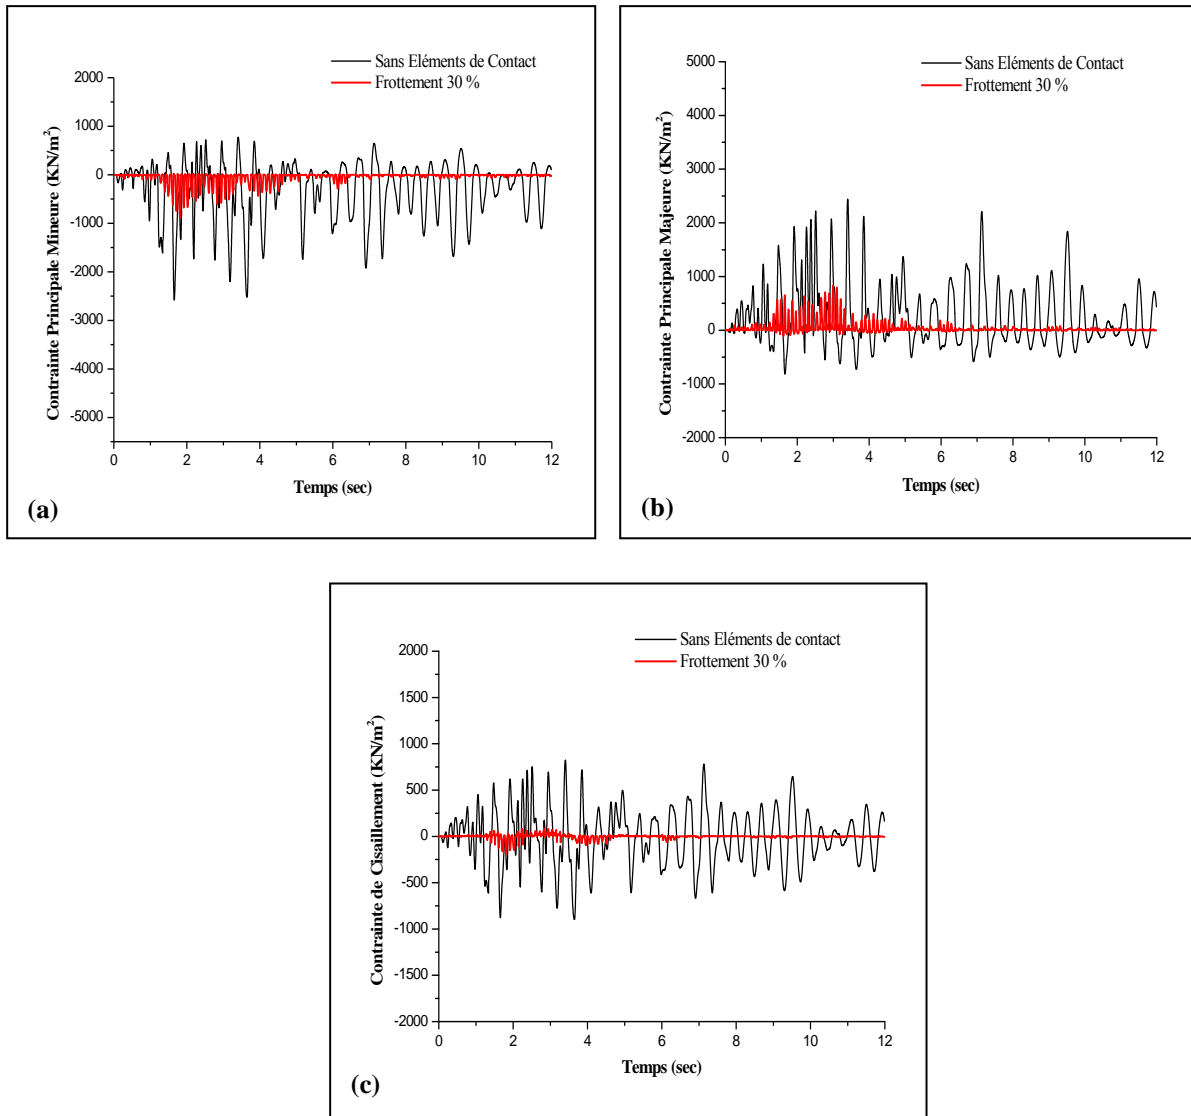 Sans Eléments de Contact
Frottement 30 %
2000
1000
0
-1000
-2000
-3000
-4000
-5000
Contrainte Principale Mineure (KN/m²)
0 2 4 6 8 10 12
Temps (sec)
(a)
Sans Eléments de Contact
Frottement 30 %
5000
4000
3000
2000
1000
0
-1000
-2000
Contrainte Principale Majeure (KN/m²)
0 2 4 6 8 10 12
Temps (sec)
(b)
Sans Eléments de contact
Frottement 30 %
2000
1500
1000
500
0
-500
-1000
-1500
-2000
Contrainte de Cisaillement (KN/m²)
0 2 4 6 8 10 12
Temps (sec)
(c)